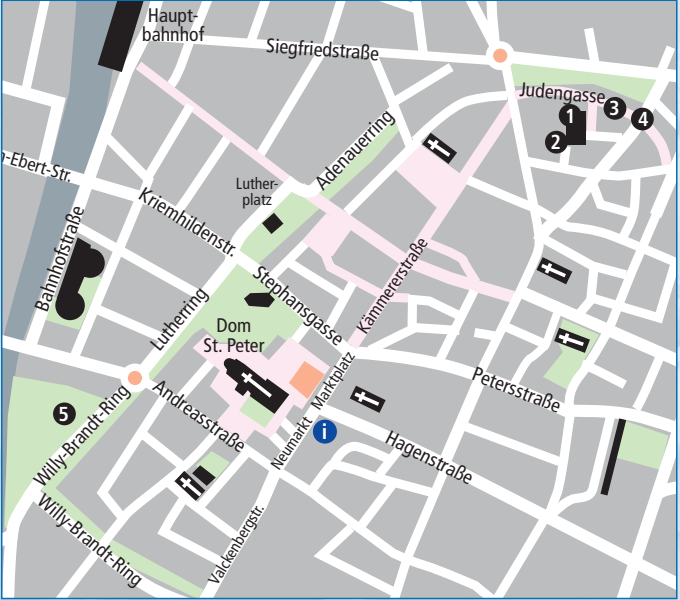 Haupt-
bahnhof
Siegfriedstraße
Judengasse
1
3
4
2
Adenauerring
n-Ebert-Str.
Luther-
platz
Kriemhildenstr.
Bahnhofstraße
Stephansgasse
Kämmererstraße
Lutherring
Dom
St. Peter
Marktplatz
Petersstraße
Andreasstraße
5
Willy-Brandt-Ring
Neumarkt
i
Hagenstraße
Willy-Brandt-Ring
Valckenbergstr.